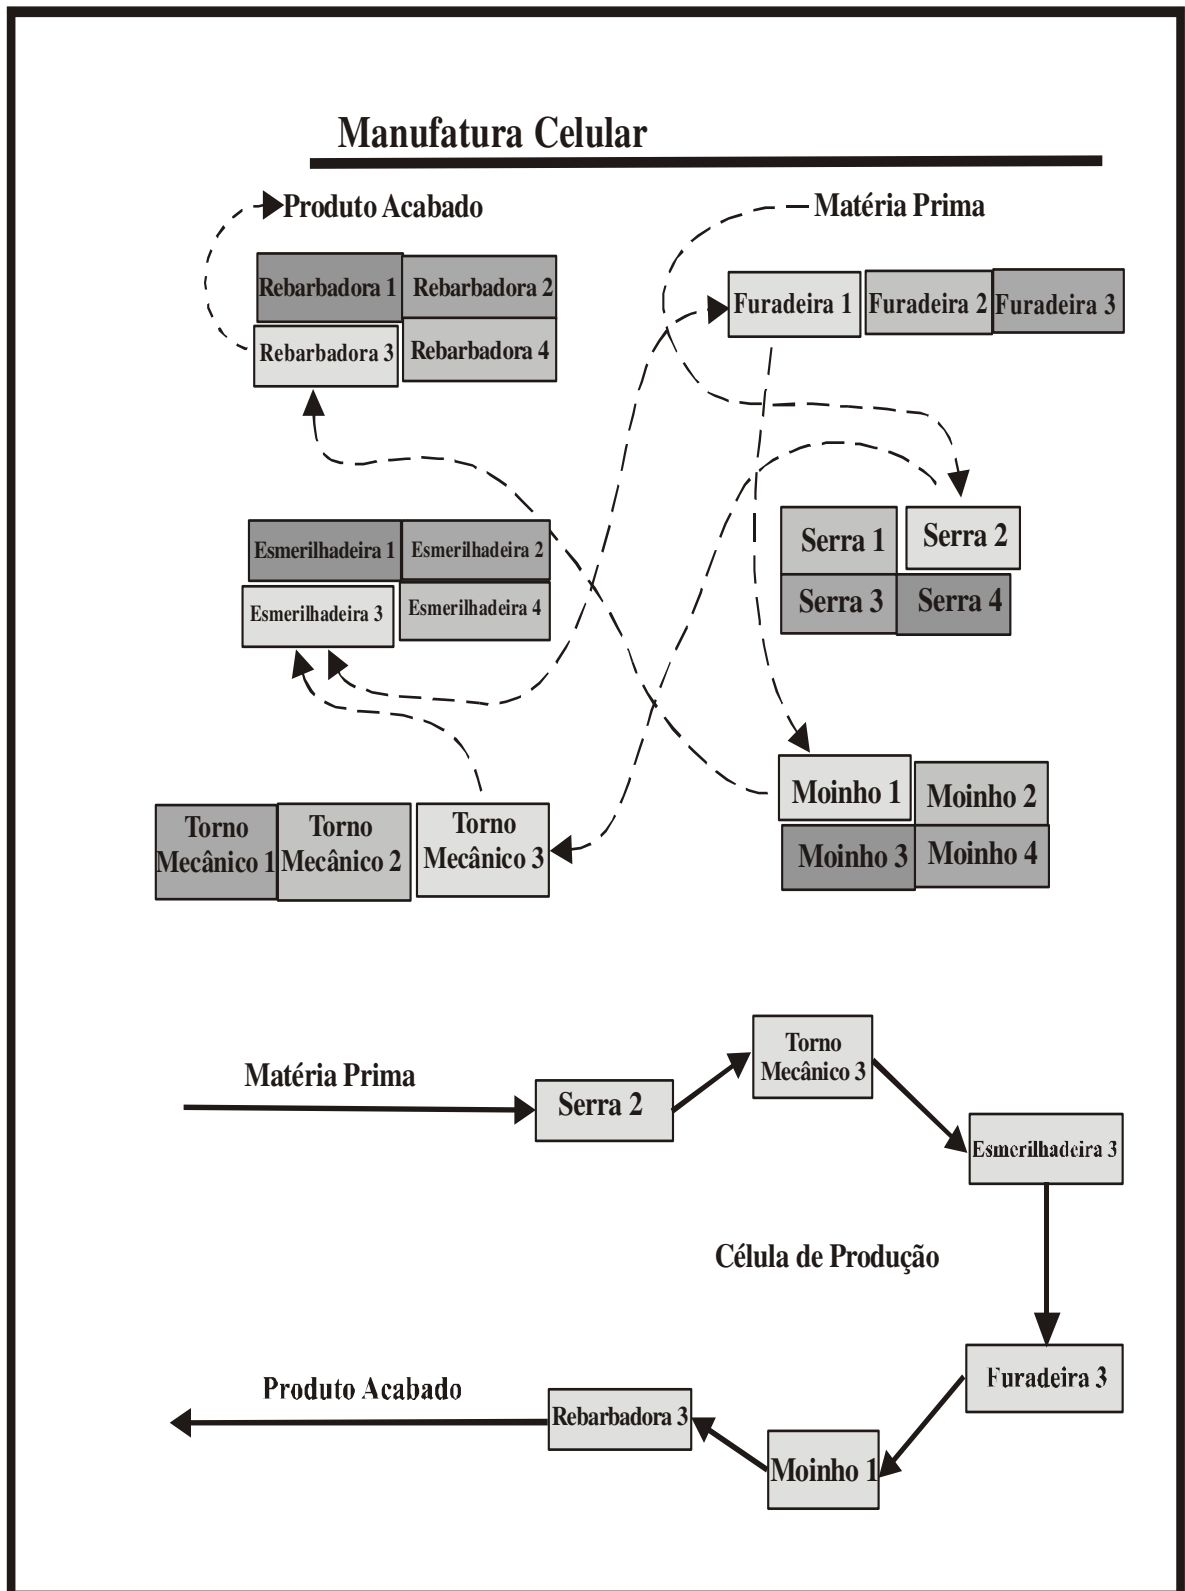 Manufatura Celular
Produto Acabado
Matéria Prima
Rebarbadora 1
Rebarbadora 2
Rebarbadora 3
Rebarbadora 4
Furadeira 1
Furadeira 2
Furadeira 3
Esmerilhadeira 1
Esmerilhadeira 2
Esmerilhadeira 3
Esmerilhadeira 4
Serra 1
Serra 2
Serra 3
Serra 4
Torno
Mecânico 1
Torno
Mecânico 2
Torno
Mecânico 3
Moinho 1
Moinho 2
Moinho 3
Moinho 4
Matéria Prima
Serra 2
Torno
Mecânico 3
Esmerilhadeira 3
Célula de Produção
Furadeira 3
Produto Acabado
Rebarbadora 3
Moinho 1